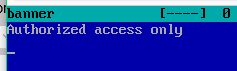 banner [----] 0
Authorized access only